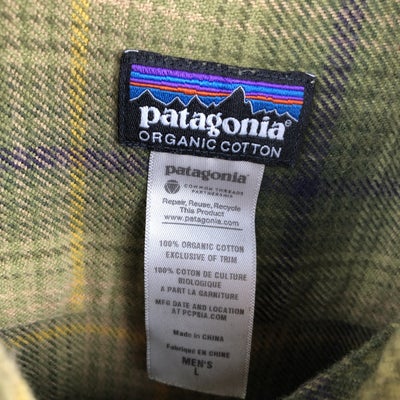 patagonia
ORGANIC COTTON
patagonia
COMMON THREADS
PARTNERSHIP
Repair, Reuse, Recycle
This Product
www.patagonia.com
100% ORGANIC COTTON
EXCLUSIVE OF TRIM
100% COTON DE CULTURE
BIOLOGIQUE
A PART LA GARNITURE
MFG DATE AND LOCATION
AT PCPSIA.COM
Made in CHINA
Fabriqué en CHINE
MEN'S
L